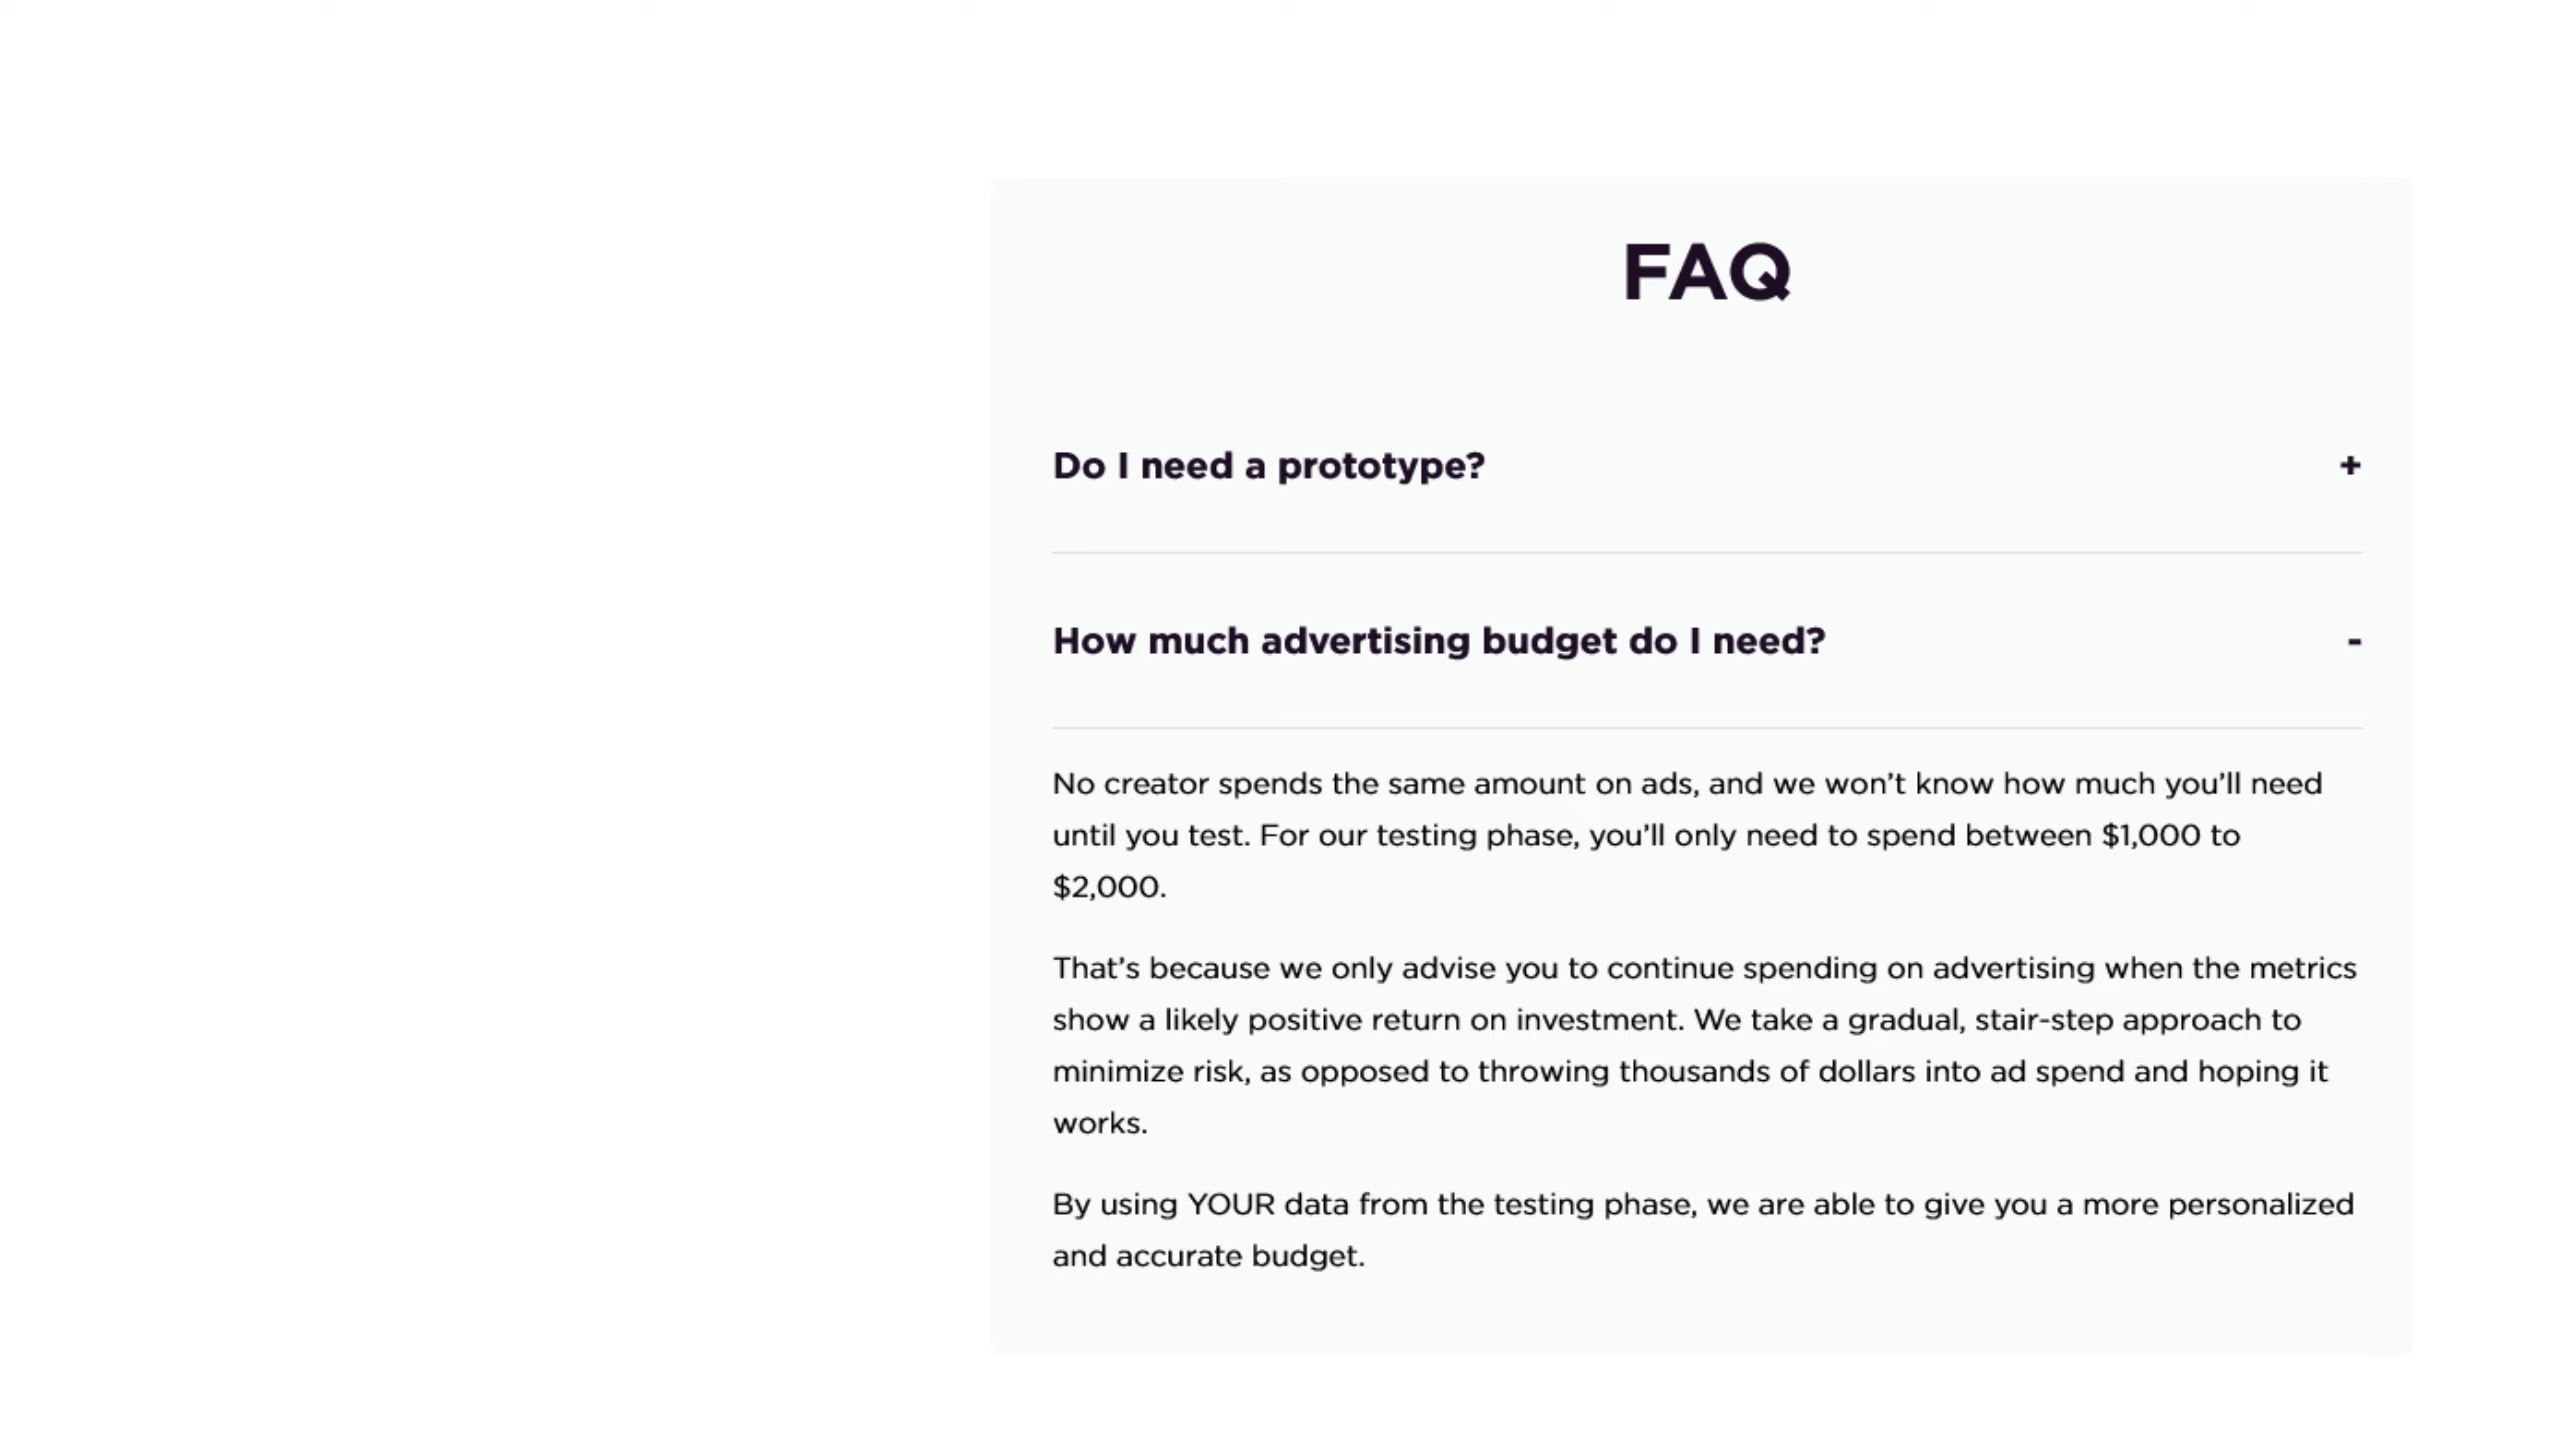 FAQ
Do I need a prototype?
+
How much advertising budget do I need?
-
No creator spends the same amount on ads, and we won’t know how much you’ll need
until you test. For our testing phase, you’ll only need to spend between $1,000 to
$2,000.
That’s because we only advise you to continue spending on advertising when the metrics
show a likely positive return on investment. We take a gradual, stair-step approach to
minimize risk, as opposed to throwing thousands of dollars into ad spend and hoping it
works.
By using YOUR data from the testing phase, we are able to give you a more personalized
and accurate budget.